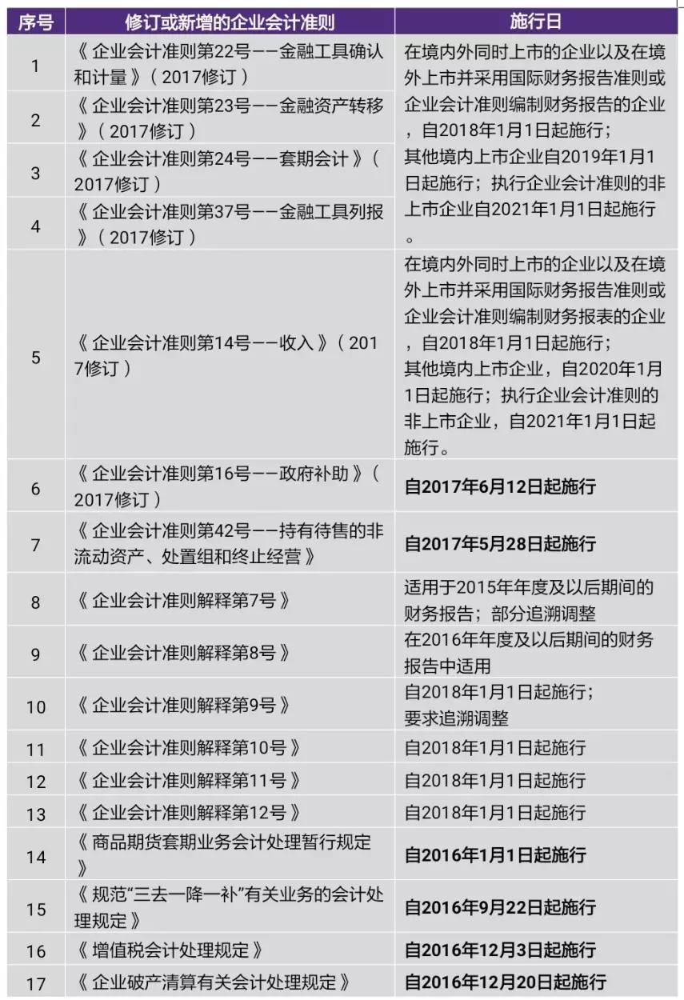 序号 修订或新增的企业会计准则 施行日
1
《企业会计准则第22号——金融工具确认
和计量》（2017修订）
2
《企业会计准则第23号——金融资产转移
》（2017修订）
3
《企业会计准则第24号——套期会计》（
2017修订）
4
《企业会计准则第37号——金融工具列报
》（2017修订）
在境内外同时上市的企业以及在境
外上市并采用国际财务报告准则或
企业会计准则编制财务报告的企业
，自2018年1月1日起施行；
其他境内上市企业自2019年1月1
日起施行；执行企业会计准则的非
上市企业自2021年1月1日起施行
。
5
《企业会计准则第14号——收入》（201
7修订）
在境内外同时上市的企业以及在境
外上市并采用国际财务报告准则或
企业会计准则编制财务报表的企业
，自2018年1月1日起施行；
其他境内上市企业，自2020年1月
1日起施行；执行企业会计准则的
非上市企业，自2021年1月1日起
施行。
6
《企业会计准则第16号——政府补助》（
2017修订）
自2017年6月12日起施行
7
《企业会计准则第42号——持有待售的非
流动资产、处置组和终止经营》
自2017年5月28日起施行
8
《企业会计准则解释第7号》
适用于2015年年度及以后期间的
财务报告；部分追溯调整
9
《企业会计准则解释第8号》
在2016年年度及以后期间的财务
报告中适用
10
《企业会计准则解释第9号》
自2018年1月1日起施行；
要求追溯调整
11 《企业会计准则解释第10号》 自2018年1月1日起施行
12 《企业会计准则解释第11号》 自2018年1月1日起施行
13 《企业会计准则解释第12号》 自2018年1月1日起施行
14
《商品期货套期业务会计处理暂行规定
》
自2016年1月1日起施行
15
《规范“三去一降一补”有关业务的会计处
理规定》
自2016年9月22日起施行
16 《增值税会计处理规定》 自2016年12月3日起施行
17 《企业破产清算有关会计处理规定》 自2016年12月20日起施行